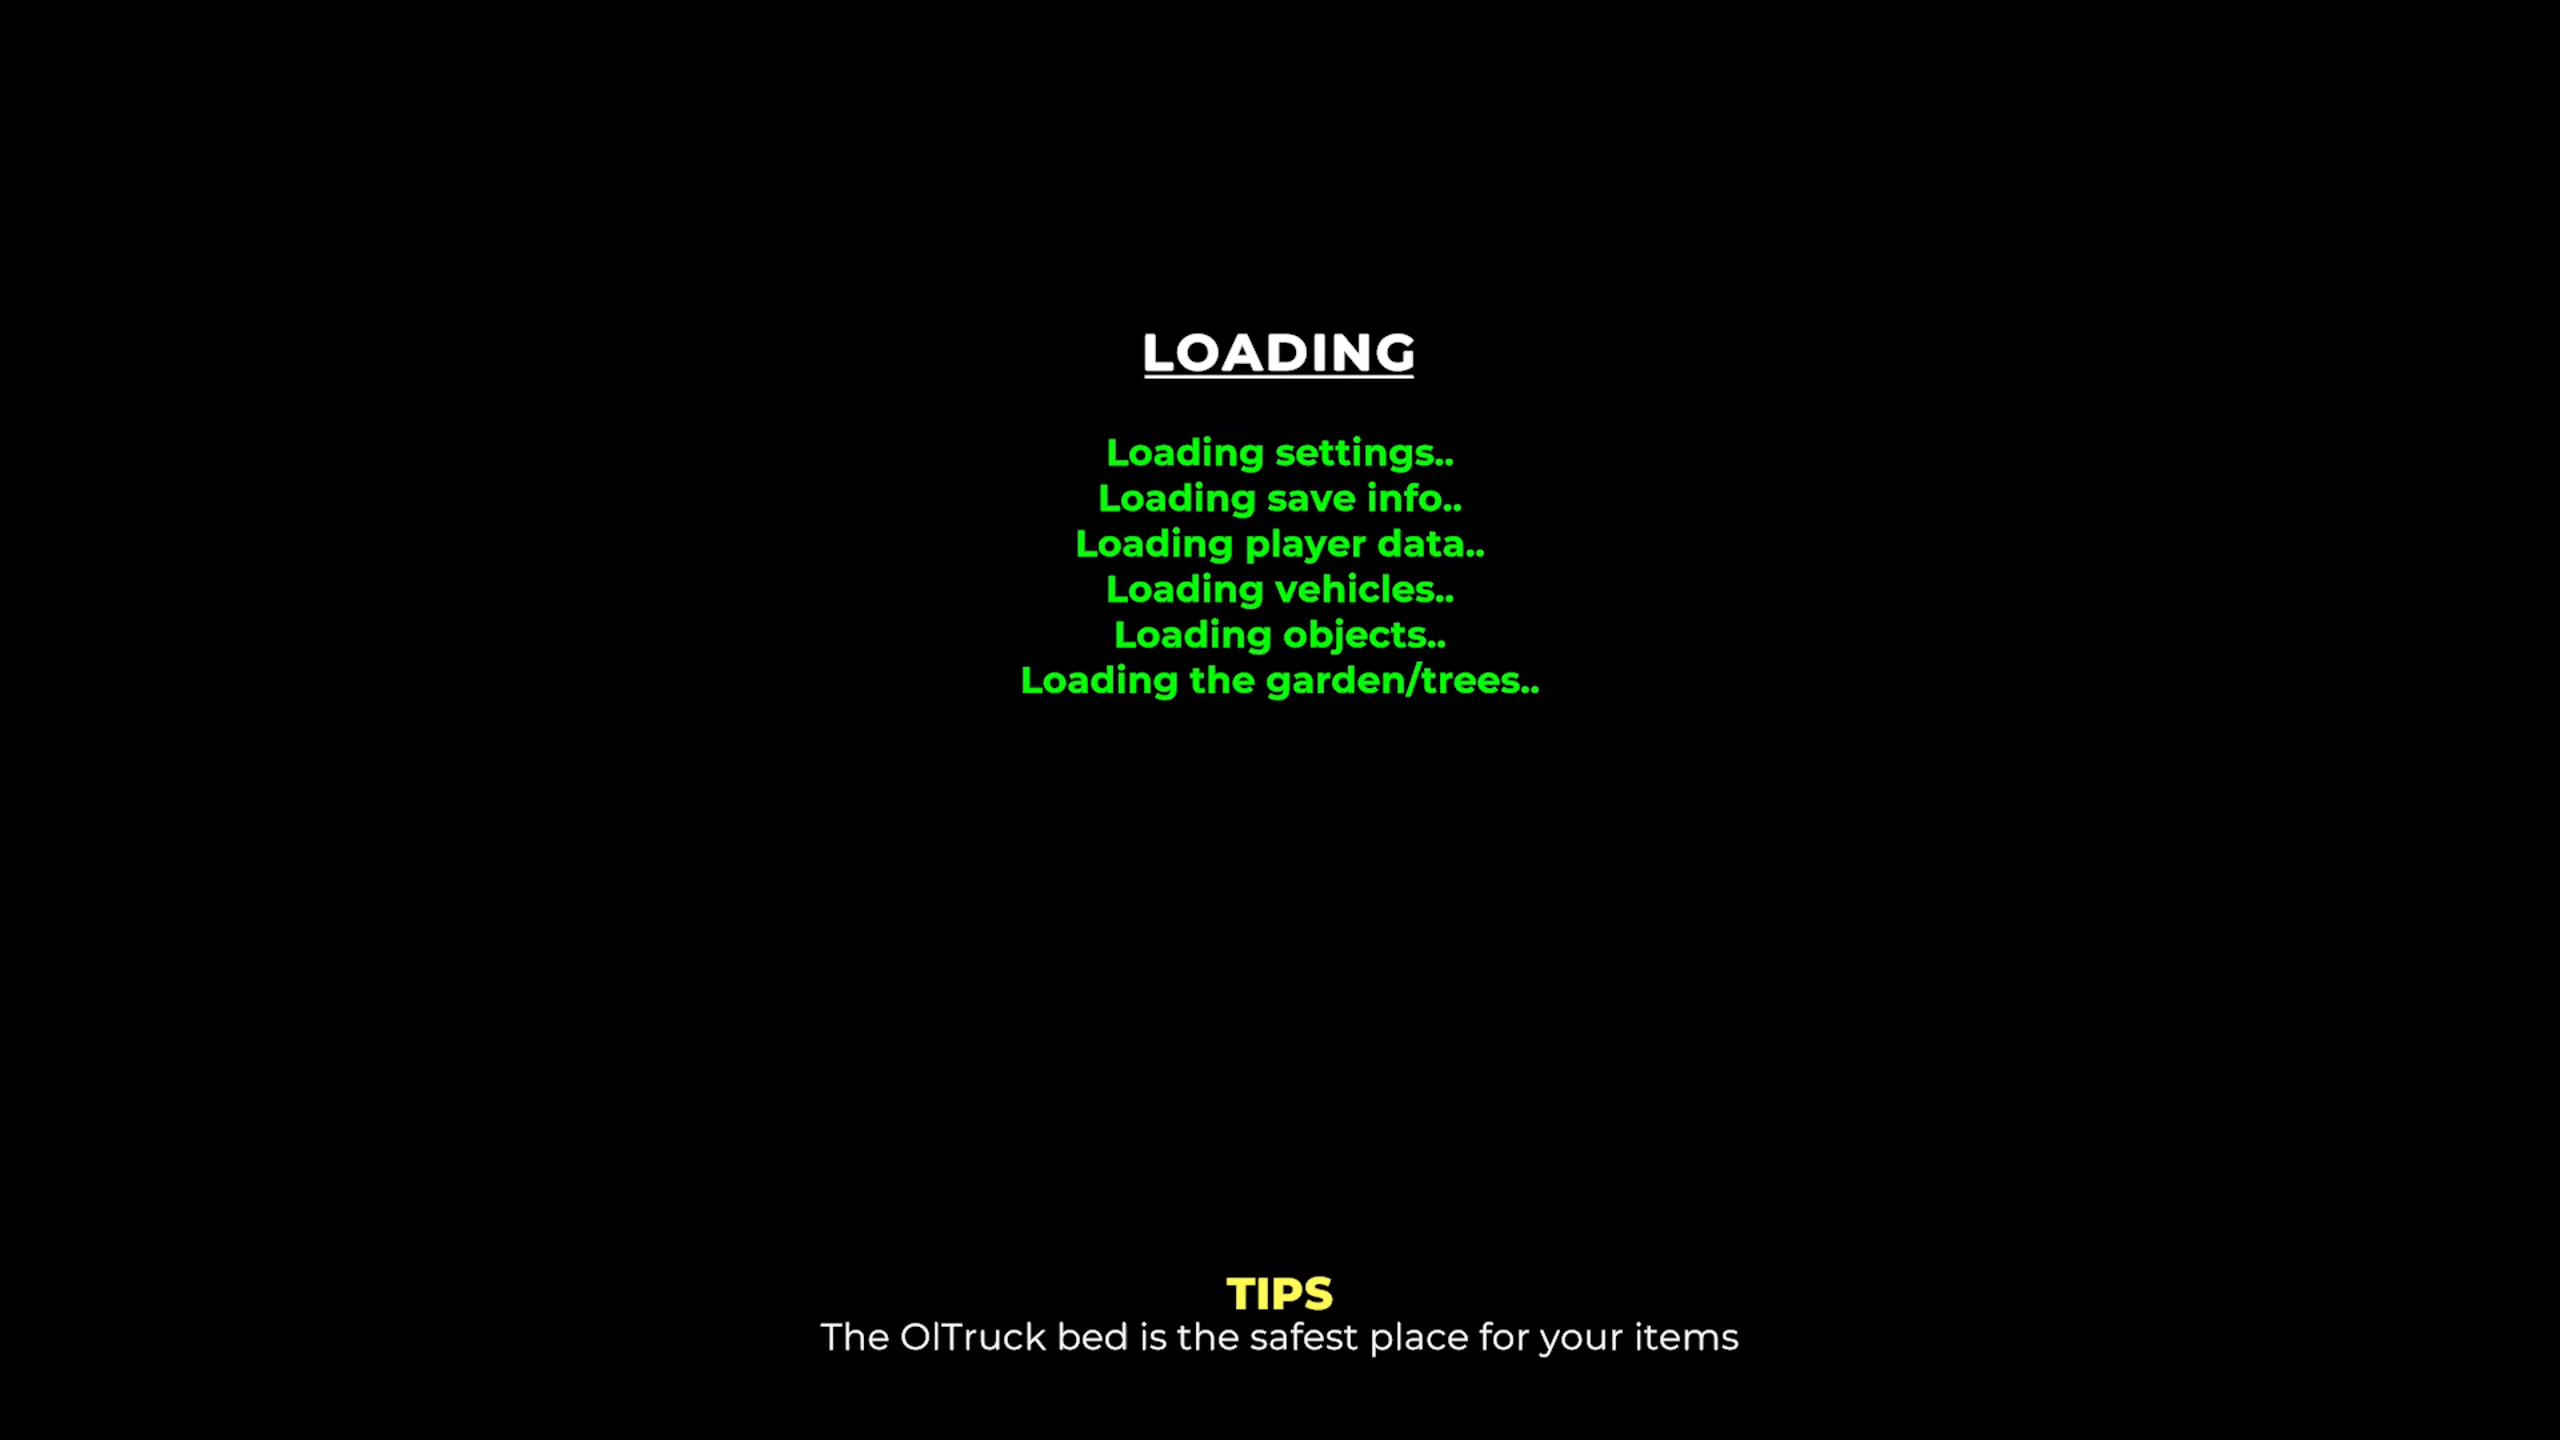 LOADING
Loading settings..
Loading save info..
Loading player data..
Loading vehicles..
Loading objects..
Loading the garden/trees..
TIPS
The OlTruck bed is the safest place for your items